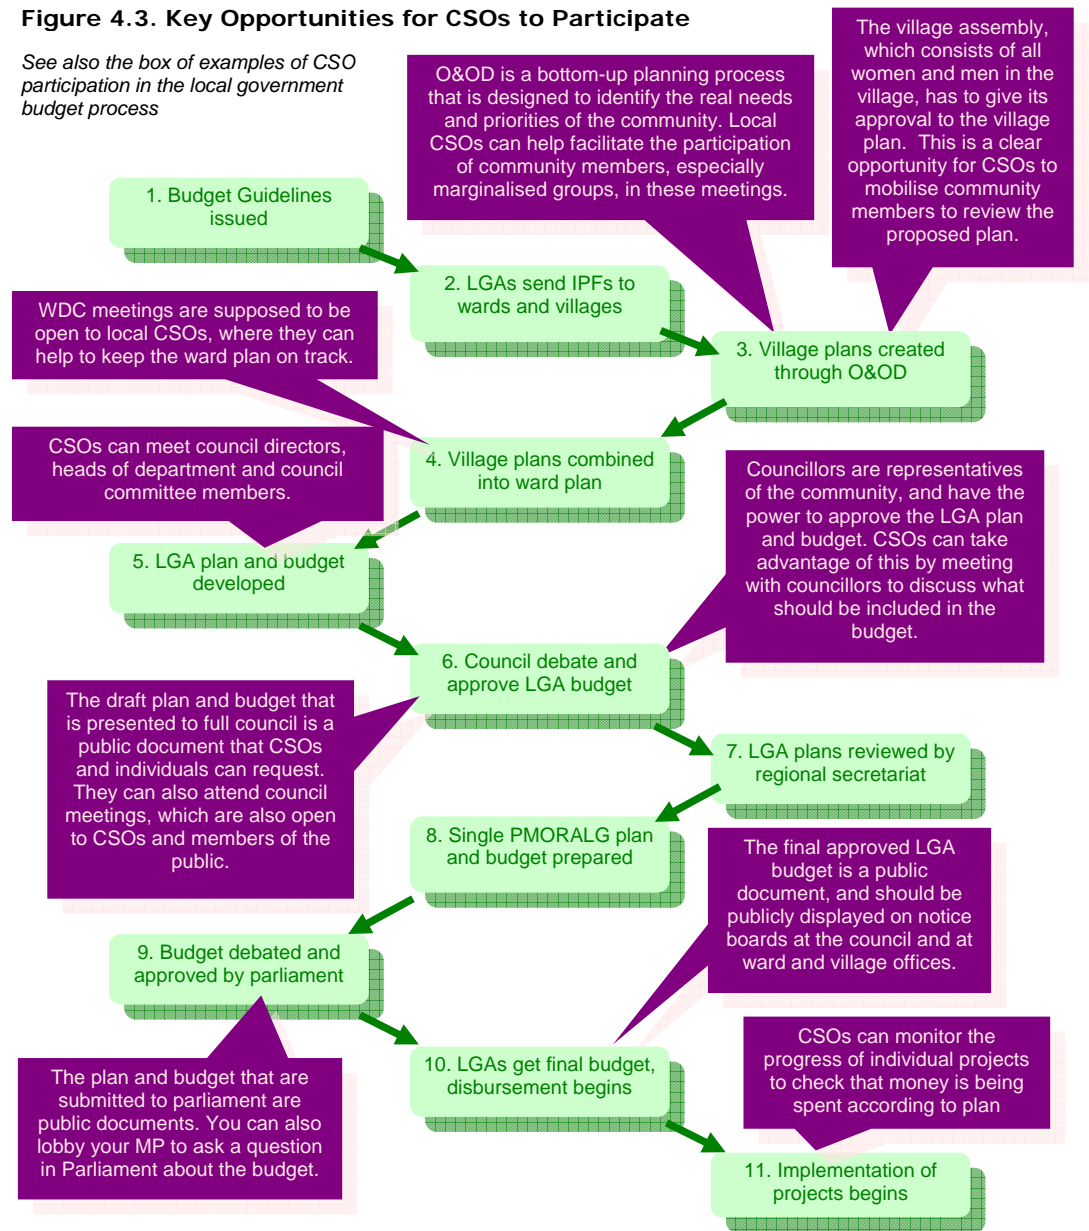 Figure 4.3. Key Opportunities for CSOs to Participate
See also the box of examples of CSO
participation in the local government
budget process
O&OD is a bottom-up planning process
that is designed to identify the real needs
and priorities of the community. Local
CSOs can help facilitate the participation
of community members, especially
marginalised groups, in these meetings.
The village assembly,
which consists of all
women and men in the
village, has to give its
approval to the village
plan. This is a clear
opportunity for CSOs to
mobilise community
members to review the
proposed plan.
1. Budget Guidelines
issued
2. LGAs send IPFs to
wards and villages
WDC meetings are supposed to be
open to local CSOs, where they can
help to keep the ward plan on track.
3. Village plans created
through O&OD
CSOs can meet council directors,
heads of department and council
committee members.
4. Village plans combined
into ward plan
Councillors are representatives
of the community, and have the
power to approve the LGA plan
and budget. CSOs can take
advantage of this by meeting
with councillors to discuss what
should be included in the
budget.
5. LGA plan and budget
developed
6. Council debate and
approve LGA budget
The draft plan and budget that
is presented to full council is a
public document that CSOs
and individuals can request.
They can also attend council
meetings, which are also open
to CSOs and members of the
public.
7. LGA plans reviewed by
regional secretariat
8. Single PMORALG plan
and budget prepared
The final approved LGA
budget is a public
document, and should be
publicly displayed on notice
boards at the council and at
ward and village offices.
9. Budget debated and
approved by parliament
10. LGAs get final budget,
disbursement begins
CSOs can monitor the
progress of individual projects
to check that money is being
spent according to plan
The plan and budget that are
submitted to parliament are
public documents. You can also
lobby your MP to ask a question
in Parliament about the budget.
11. Implementation of
projects begins